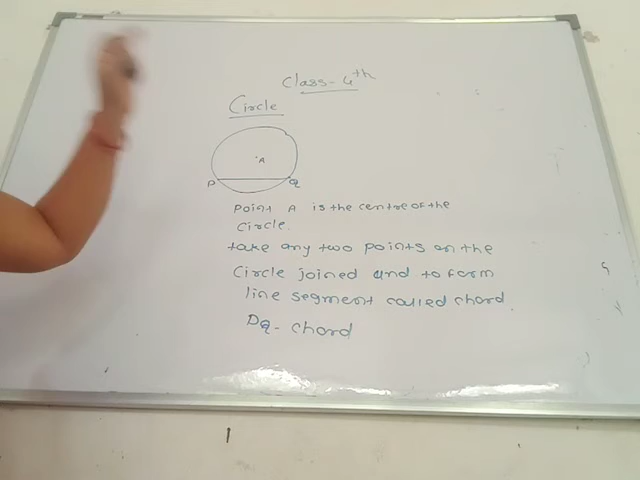 Class-4th
Circle
A
P
Q
Point A is the centre of the
Circle.
take any two points on the
Circle joined and to form
line segment called chord
PQ- chord